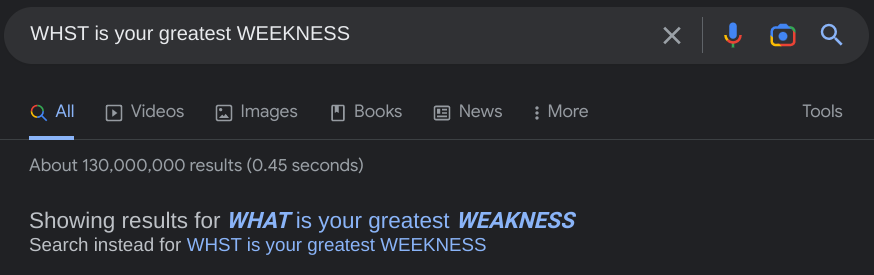 WHST is your greatest WEEKNESS
All Videos Images Books News More Tools
About 130,000,000 results (0.45 seconds)
Showing results for WHAT is your greatest WEAKNESS
Search instead for WHST is your greatest WEEKNESS